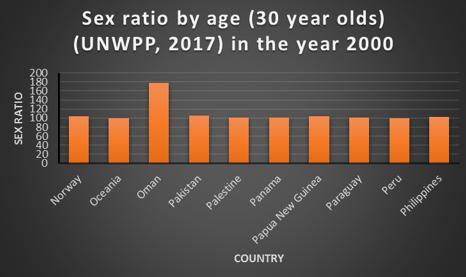 Sex ratio by age (30 year olds)
(UNWPP, 2017) in the year 2000
SEX RATIO
200
180
160
140
120
100
80
60
40
20
0
Norway
Oceania
Oman
Pakistan
Palestine
Panama
Papua New Guinea
Paraguay
Peru
Philippines
COUNTRY